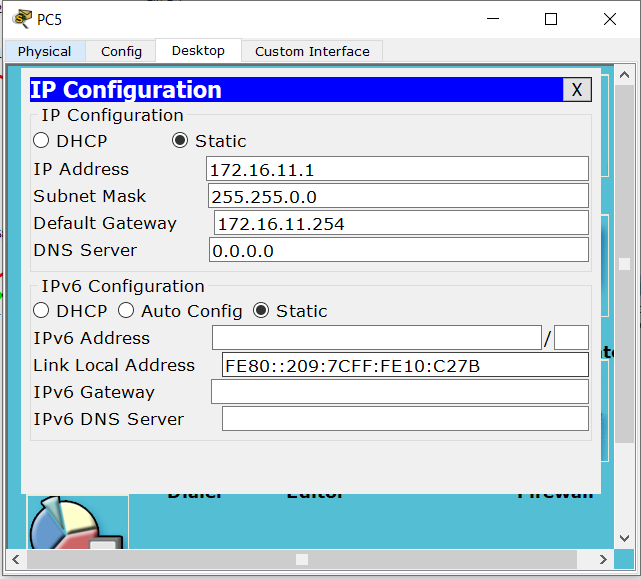 PC5
Physical Config Desktop Custom Interface
IP Configuration X
IP Configuration
DHCP Static
IP Address 172.16.11.1
Subnet Mask 255.255.0.0
Default Gateway 172.16.11.254
DNS Server 0.0.0.0
IPv6 Configuration
DHCP Auto Config Static
IPv6 Address /
Link Local Address FE80::209:7CFF:FE10:C27B
IPv6 Gateway
IPv6 DNS Server
Dialer Editor Firewall